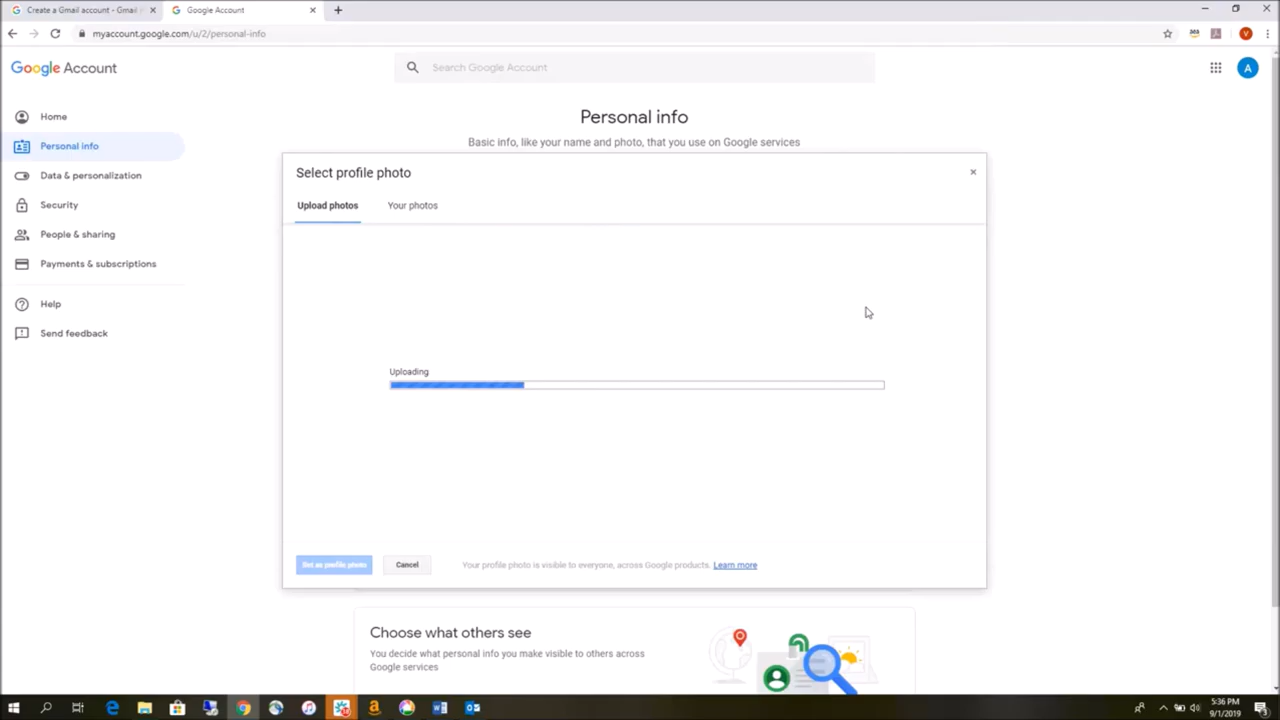 Create a Gmail account - Gmail
Google Account
myaccount.google.com/u/2/personal-info
V
Google Account
Search Google Account
A
Home
Personal info
Data & personalization
Security
People & sharing
Payments & subscriptions
Help
Send feedback
Personal info
Basic info, like your name and photo, that you use on Google services
Select profile photo
Upload photos
Your photos
Uploading
Set as profile photo
Cancel
Your profile photo is visible to everyone, across Google products. Learn more
Choose what others see
You decide what personal info you make visible to others across
Google services
5:36 PM
9/1/2019